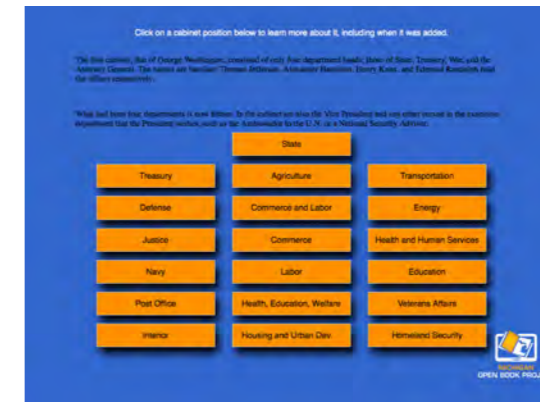 Click on a cabinet position below to learn more about it, including when it was added.
The first cabinet, that of George Washington, consisted of only four department heads, those of State, Treasury, War, and the
Attorney General. The names are familiar: Thomas Jefferson, Alexander Hamilton, Henry Knox, and Edmund Randolph held
the offices respectively.
What had been four departments is now fifteen. In the cabinet are also the Vice President and any other person in the executive
department that the President wishes, such as the Ambassador to the U.N. or a National Security Advisor.
State
Treasury
Agriculture
Transportation
Defense
Commerce and Labor
Energy
Justice
Commerce
Health and Human Services
Navy
Labor
Education
Post Office
Health, Education, Welfare
Veterans Affairs
Interior
Housing and Urban Dev.
Homeland Security
MICHIGAN
OPEN BOOK PROJ